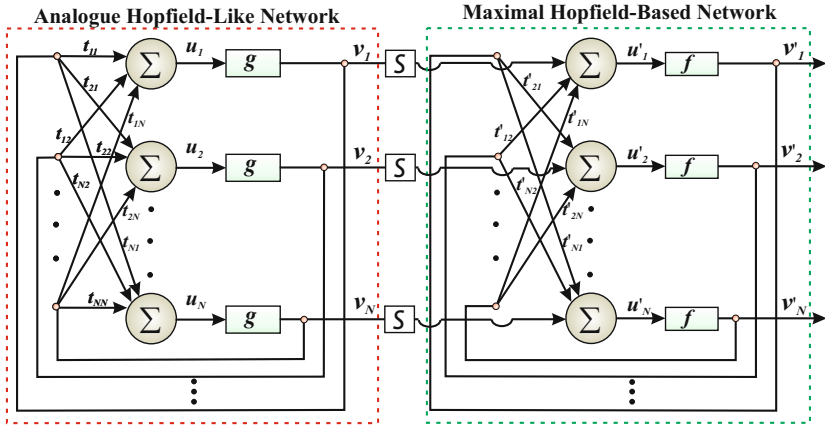 Analogue Hopfield-Like Network
Maximal Hopfield-Based Network
t11 Σ u1 g v1 S Σ u'1 f v'1
t21 t'21
t1N t'1N
t12 t'12
t22 Σ u2 g v2 S Σ u'2 f v'2
tN2 t'N2
t2N t'2N
tN1 t'N1
tNN Σ uN g vN S Σ u'N f v'N